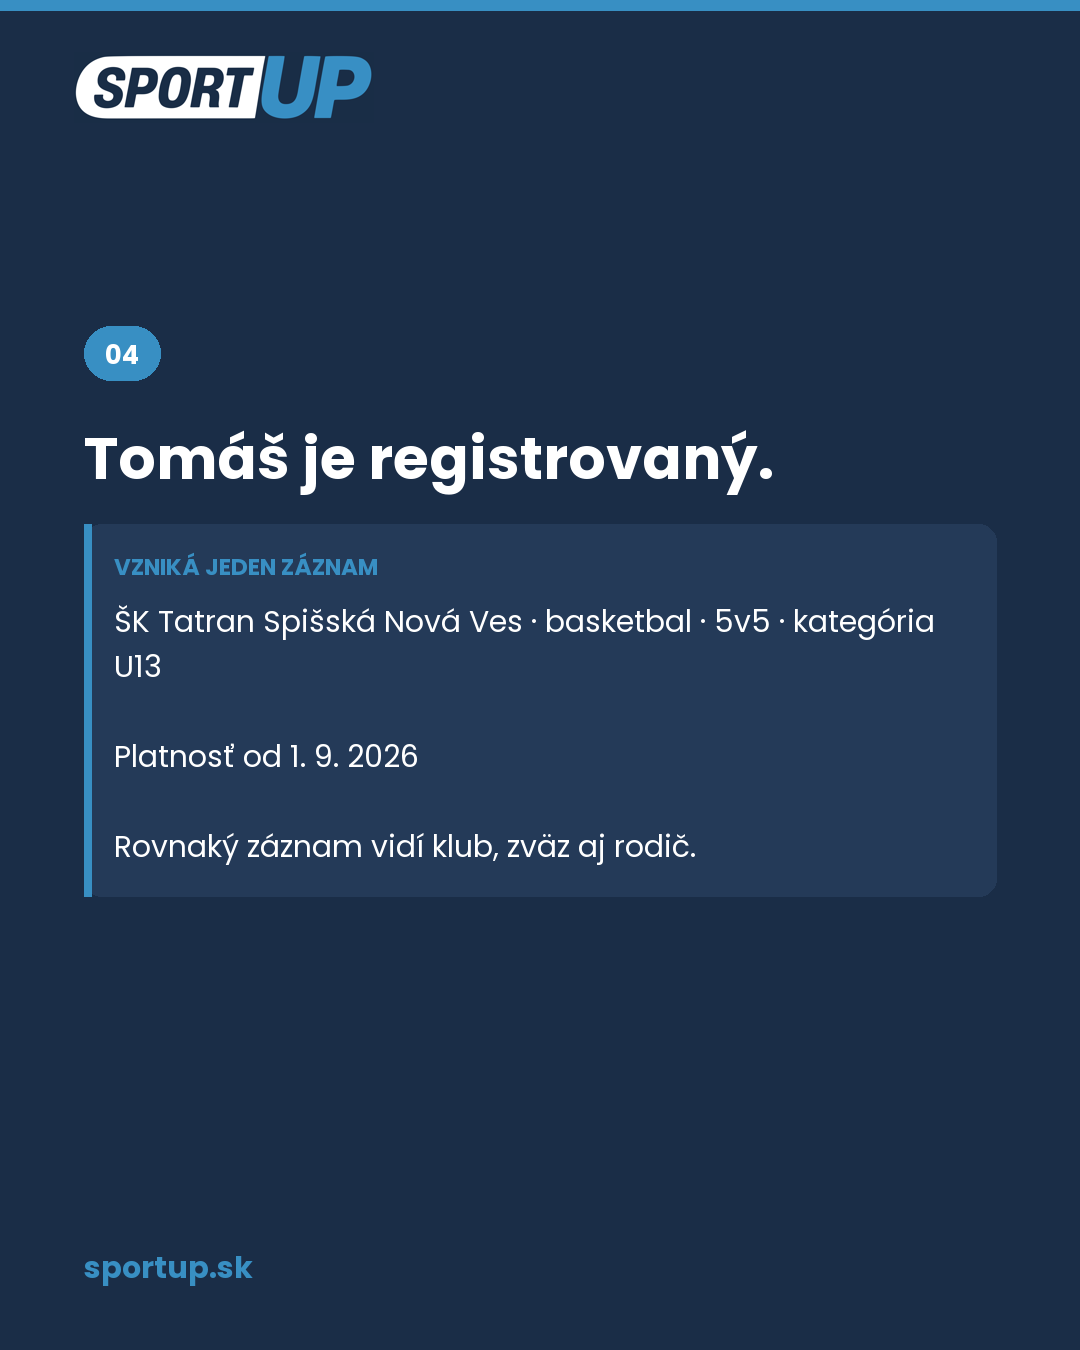 SPORTUP
04
Tomáš je registrovaný.
VZNIKÁ JEDEN ZÁZNAM
ŠK Tatran Spišská Nová Ves · basketbal · 5v5 · kategória
U13
Platnosť od 1. 9. 2026
Rovnaký záznam vidí klub, zväz aj rodič.
sportup.sk